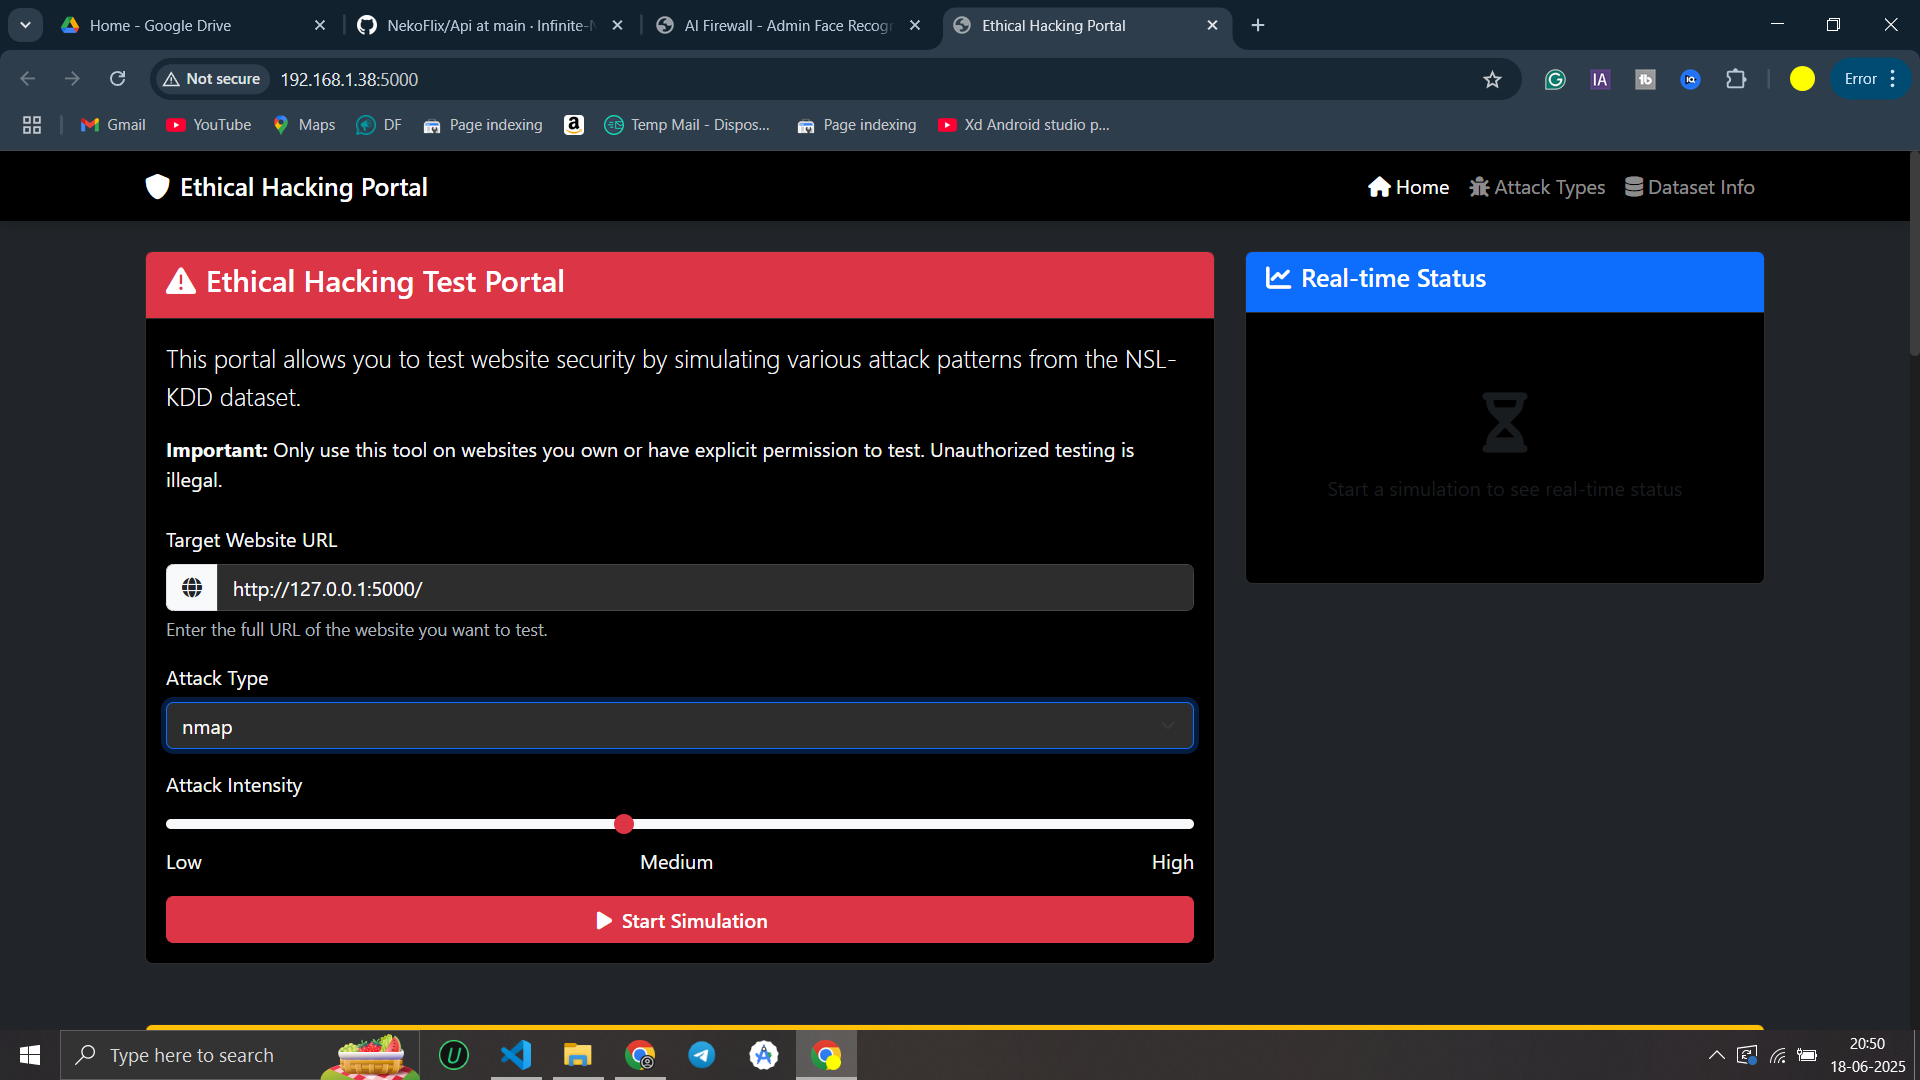 Home - Google Drive
NekoFlix/Api at main · Infinite-N
AI Firewall - Admin Face Recogn
Ethical Hacking Portal
Not secure
192.168.1.38:5000
IA
tb
IQ
Error
Gmail
YouTube
Maps
DF
Page indexing
a
Temp Mail - Dispos...
Page indexing
Xd Android studio p...
Ethical Hacking Portal
Home
Attack Types
Dataset Info
Ethical Hacking Test Portal
Real-time Status
This portal allows you to test website security by simulating various attack patterns from the NSL-
KDD dataset.
Important: Only use this tool on websites you own or have explicit permission to test. Unauthorized testing is
illegal.
Start a simulation to see real-time status
Target Website URL
http://127.0.0.1:5000/
Enter the full URL of the website you want to test.
Attack Type
nmap
Attack Intensity
Low
Medium
High
Start Simulation
Type here to search
U
20:50
18-06-2025